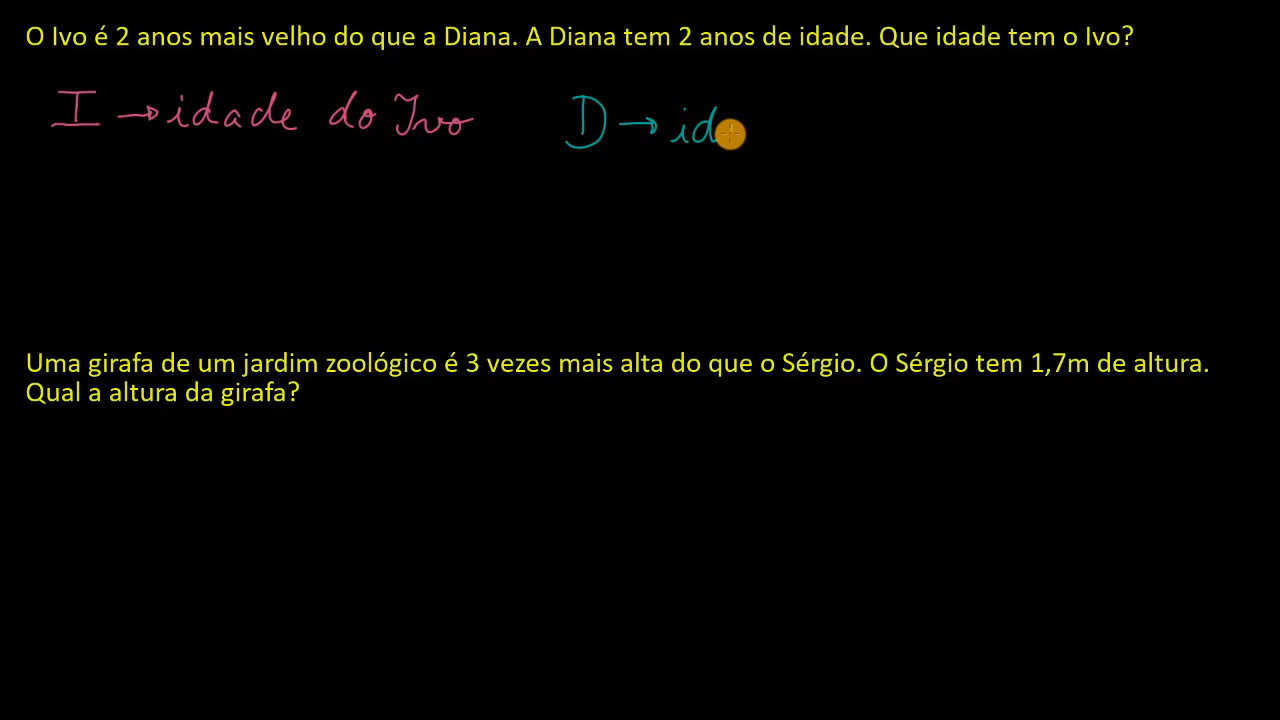 O Ivo é 2 anos mais velho do que a Diana. A Diana tem 2 anos de idade. Que idade tem o Ivo?
I → idade do Ivo D → id
Uma girafa de um jardim zoológico é 3 vezes mais alta do que o Sérgio. O Sérgio tem 1,7m de altura.
Qual a altura da girafa?